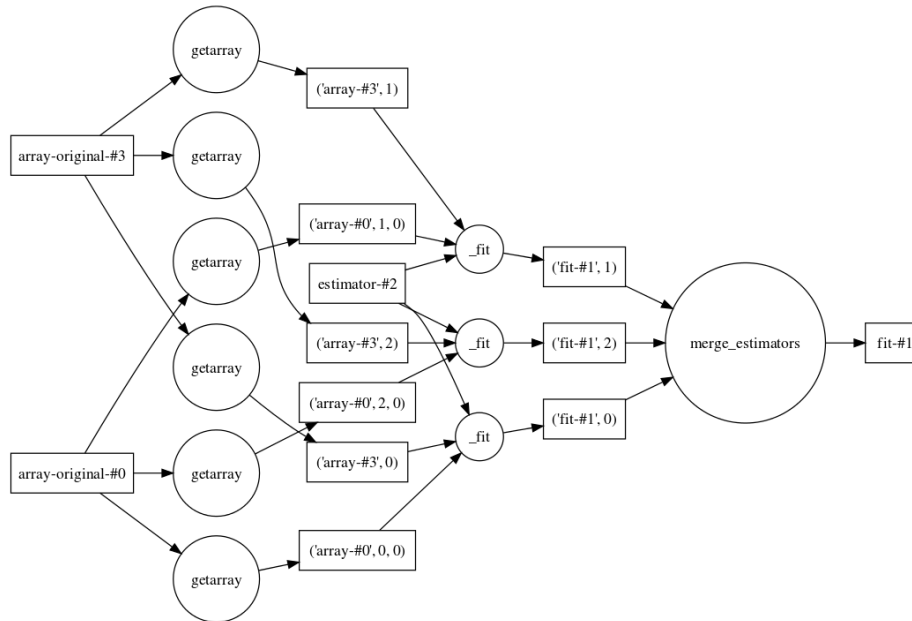 getarray
('array-#3', 1)
array-original-#3
getarray
('array-#0', 1, 0)
_fit
getarray
('fit-#1', 1)
estimator-#2
('array-#3', 2)
_fit
('fit-#1', 2)
merge_estimators
fit-#1
getarray
('array-#0', 2, 0)
('fit-#1', 0)
_fit
('array-#3', 0)
array-original-#0
getarray
('array-#0', 0, 0)
getarray